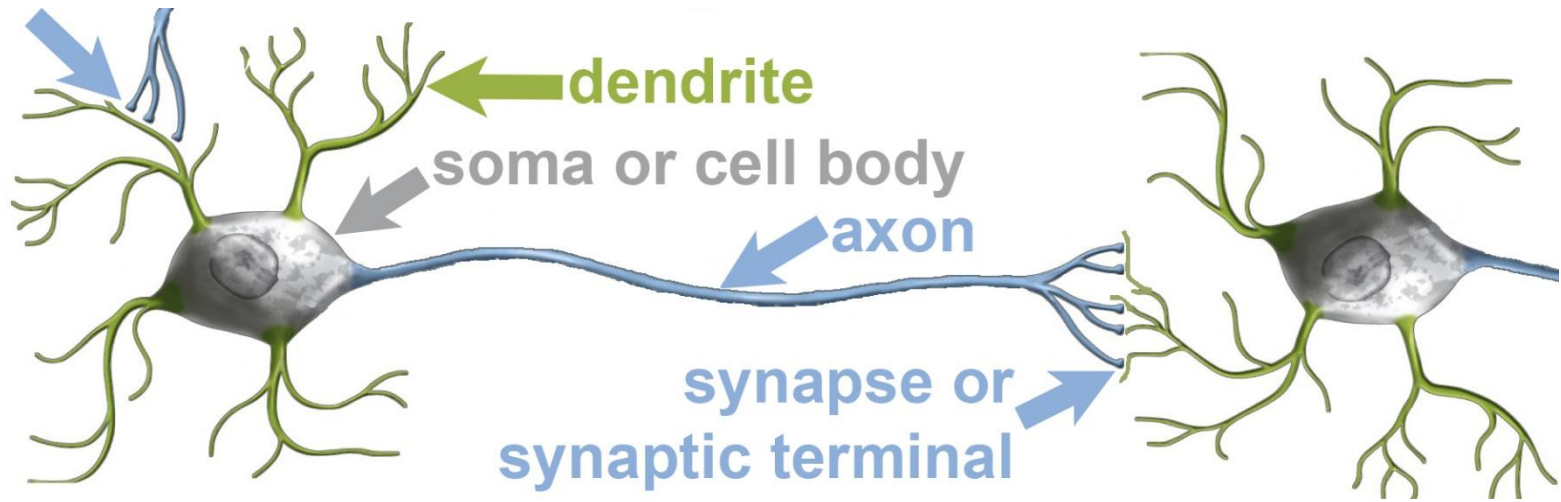 dendrite
soma or cell body
axon
synapse or
synaptic terminal